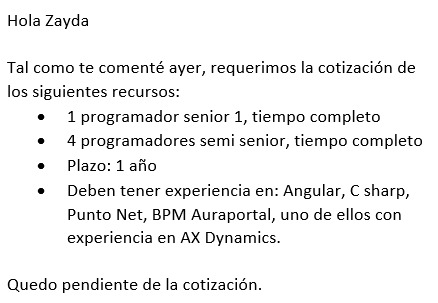 Hola Zayda
Tal como te comenté ayer, requerimos la cotización de
los siguientes recursos:
• 1 programador senior 1, tiempo completo
• 4 programadores semi senior, tiempo completo
• Plazo: 1 año
• Deben tener experiencia en: Angular, C sharp,
Punto Net, BPM Auraportal, uno de ellos con
experiencia en AX Dynamics.
Quedo pendiente de la cotización.